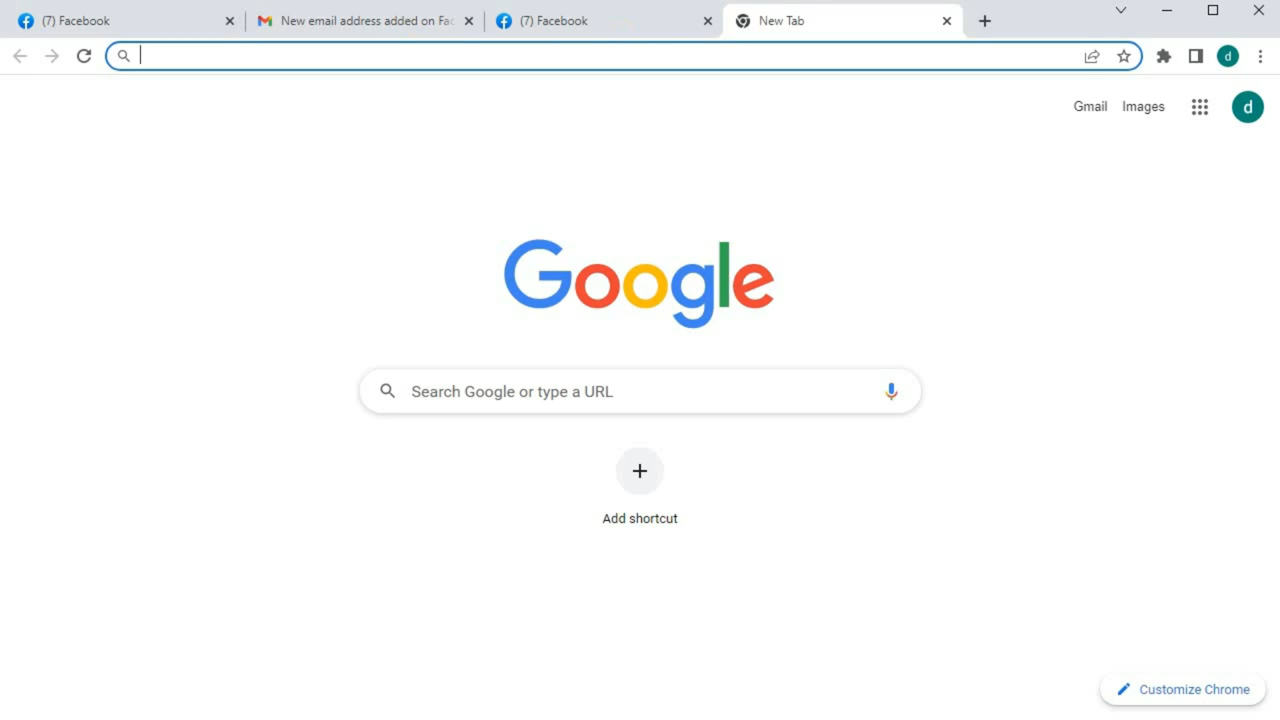 (7) Facebook
New email address added on Fac
(7) Facebook
New Tab
d
Gmail
Images
d
Google
Search Google or type a URL
Add shortcut
Customize Chrome